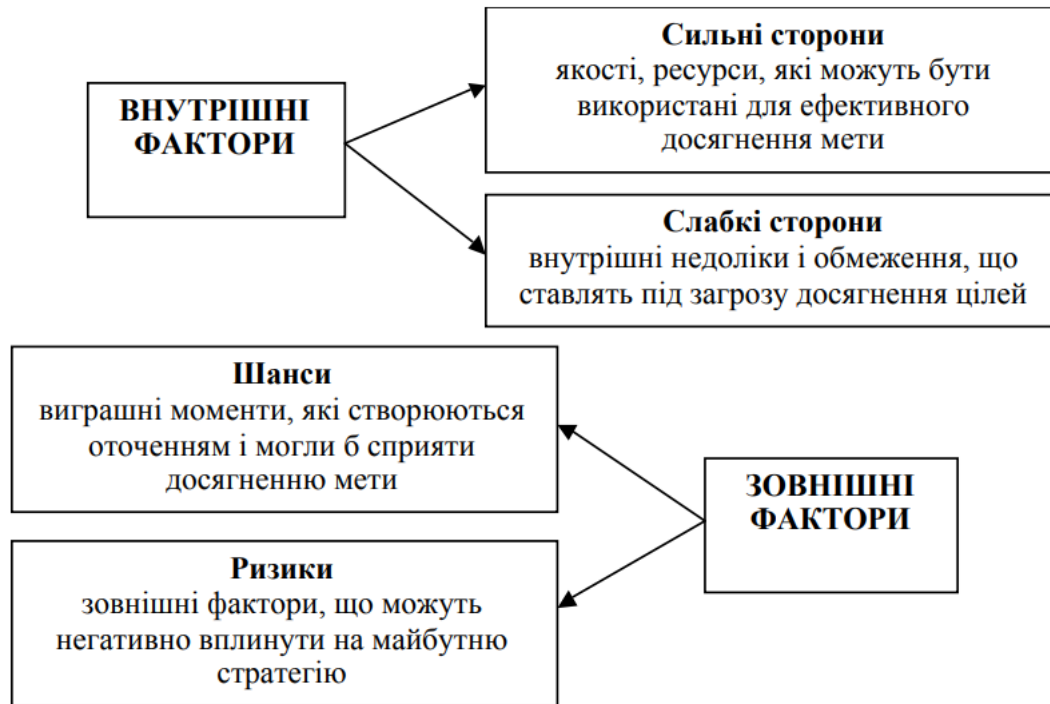 ВНУТРІШНІ
ФАКТОРИ
Сильні сторони
якості, ресурси, які можуть бути
використані для ефективного
досягнення мети
Слабкі сторони
внутрішні недоліки і обмеження, що
ставлять під загрозу досягнення цілей
Шанси
виграшні моменти, які створюються
оточенням і могли б сприяти
досягненню мети
ЗОВНІШНІ
ФАКТОРИ
Ризики
зовнішні фактори, що можуть
негативно вплинути на майбутню
стратегію